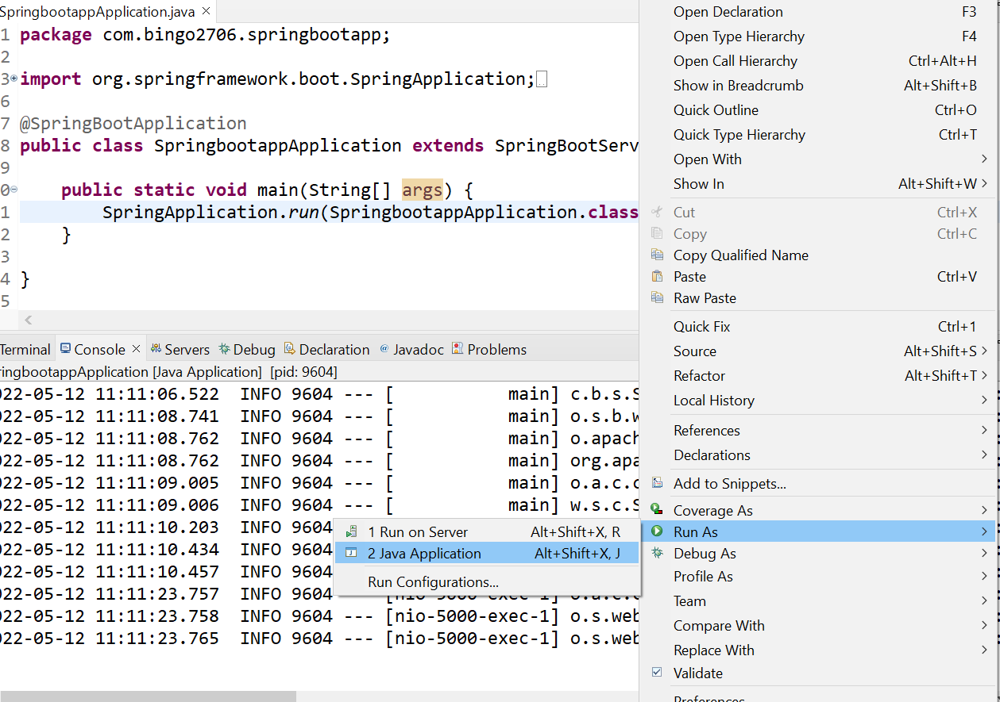 SpringbootappApplication.java
1 package com.bingo2706.springbootapp;
2
3 import org.springframework.boot.SpringApplication;
6
7 @SpringBootApplication
8 public class SpringbootappApplication extends SpringBootServ
9
0 public static void main(String[] args) {
1 SpringApplication.run(SpringbootappApplication.class
2 }
3
4 }
5
Terminal Console Servers Debug Declaration Javadoc Problems
ringbootappApplication [Java Application] [pid: 9604]
022-05-12 11:11:06.522 INFO 9604 --- [ main] c.b.s.S
022-05-12 11:11:08.741 INFO 9604 --- [ main] o.s.b.w
022-05-12 11:11:08.762 INFO 9604 --- [ main] o.apach
022-05-12 11:11:08.762 INFO 9604 --- [ main] org.apa
022-05-12 11:11:09.005 INFO 9604 --- [ main] o.a.c.c
022-05-12 11:11:09.006 INFO 9604 --- [ main] w.s.c.S
022-05-12 11:11:10.203 INFO 9604
022-05-12 11:11:10.434 INFO 9604
022-05-12 11:11:10.457 INFO 9604
022-05-12 11:11:23.757 INFO 9604 --- [nio-5000-exec-1] o.a.c.c
022-05-12 11:11:23.758 INFO 9604 --- [nio-5000-exec-1] o.s.web
022-05-12 11:11:23.765 INFO 9604 --- [nio-5000-exec-1] o.s.web
1 Run on Server Alt+Shift+X, R
2 Java Application Alt+Shift+X, J
Run Configurations...
Open Declaration F3
Open Type Hierarchy F4
Open Call Hierarchy Ctrl+Alt+H
Show in Breadcrumb Alt+Shift+B
Quick Outline Ctrl+O
Quick Type Hierarchy Ctrl+T
Open With
Show In Alt+Shift+W
Cut Ctrl+X
Copy Ctrl+C
Copy Qualified Name
Paste Ctrl+V
Raw Paste
Quick Fix Ctrl+1
Source Alt+Shift+S
Refactor Alt+Shift+T
Local History
References
Declarations
Add to Snippets...
Coverage As
Run As
Debug As
Profile As
Team
Compare With
Replace With
Validate
Preferences